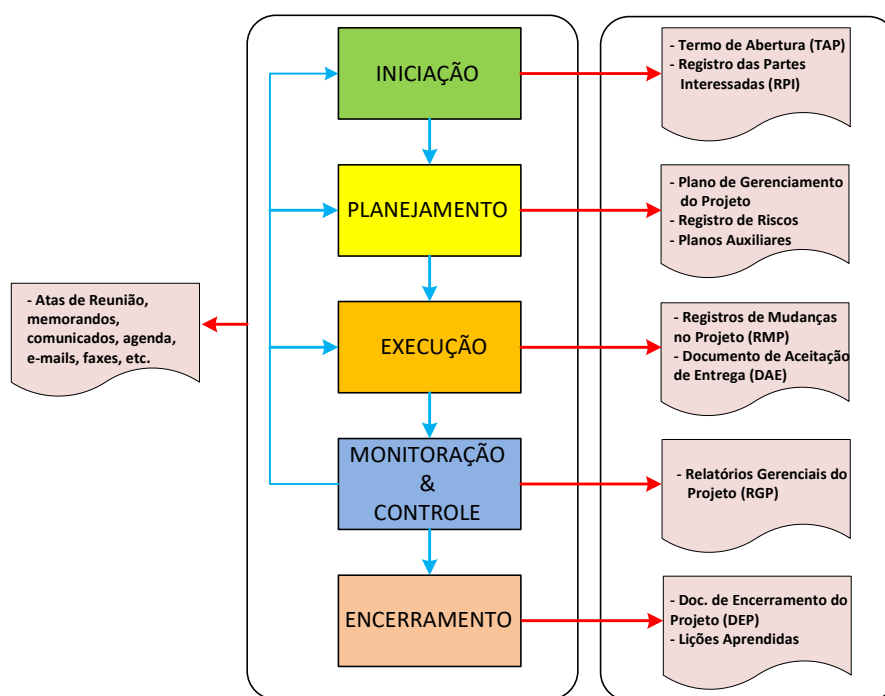 INICIAÇÃO
- Termo de Abertura (TAP)
- Registro das Partes
Interessadas (RPI)
PLANEJAMENTO
- Plano de Gerenciamento
do Projeto
- Registro de Riscos
- Planos Auxiliares
- Atas de Reunião,
memorandos,
comunicados, agenda,
e-mails, faxes, etc.
EXECUÇÃO
- Registros de Mudanças
no Projeto (RMP)
- Documento de Aceitação
de Entrega (DAE)
MONITORAÇÃO
&
CONTROLE
- Relatórios Gerenciais do
Projeto (RGP)
ENCERRAMENTO
- Doc. de Encerramento do
Projeto (DEP)
- Lições Aprendidas